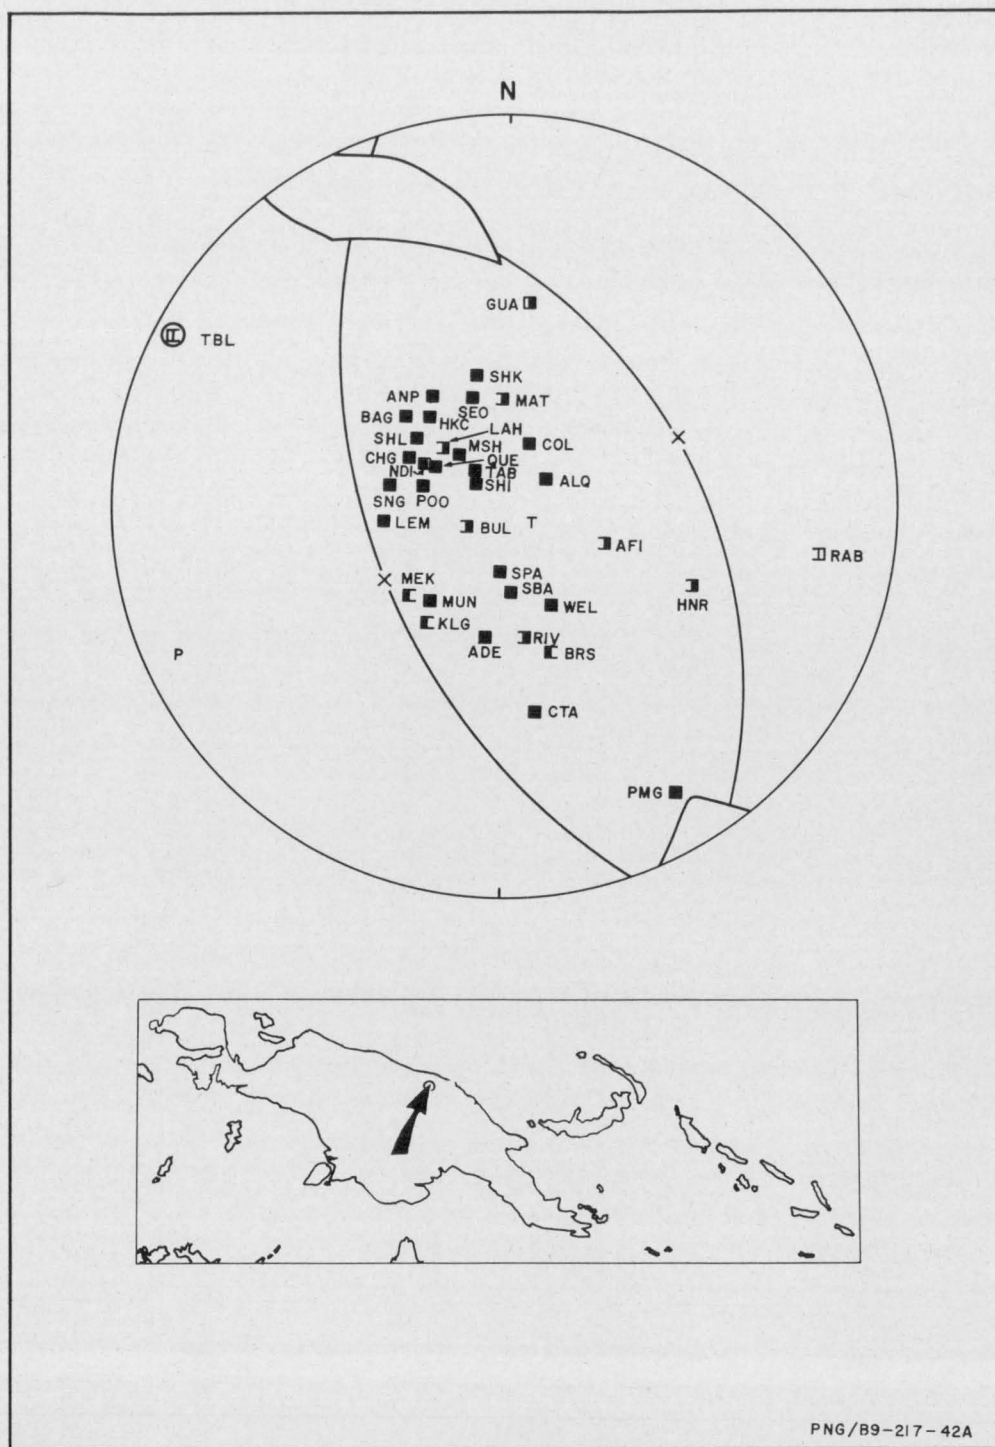 N
GUA
TBL
SHK
ANP
SEO
MAT
BAG
HKC
LAH
SHL
MSH
COL
CHG
QUE
NDI
TAB
SHI
ALQ
SNG
POO
LEM
BUL
T
AFI
RAB
SPA
MEK
SBA
HNR
MUN
WEL
KLG
P
ADE
RIV
BRS
CTA
PMG
PNG/B9-217-42A